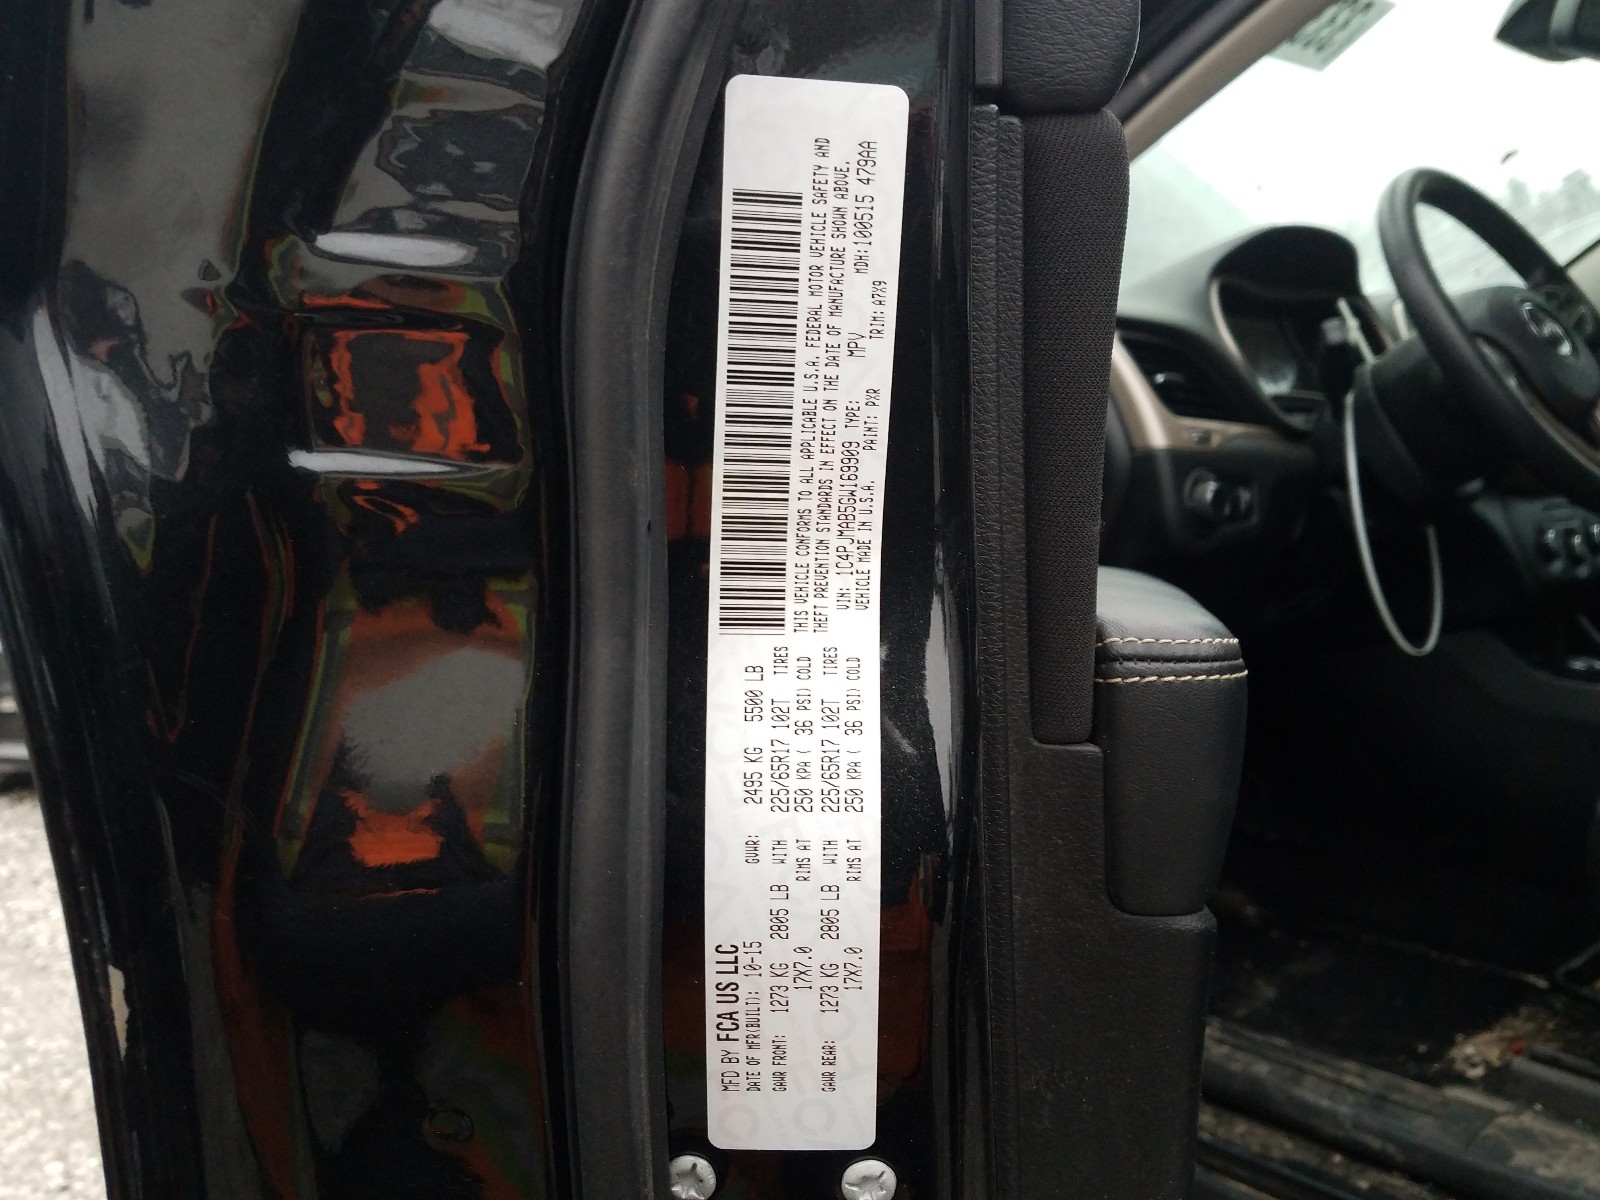 MFD BY FCA US LLC
DATE OF MFR(BUILT): 10-15 GVWR: 2495 KG 5500 LB
GAWR FRONT: 1273 KG 2805 LB WITH 225/65R17 102T TIRES
17X7.0 RIMS AT 250 KPA ( 36 PSI) COLD
GAWR REAR: 1273 KG 2805 LB WITH 225/65R17 102T TIRES
17X7.0 RIMS AT 250 KPA ( 36 PSI) COLD
THIS VEHICLE CONFORMS TO ALL APPLICABLE U.S.A. FEDERAL MOTOR VEHICLE SAFETY AND
THEFT PREVENTION STANDARDS IN EFFECT ON THE DATE OF MANUFACTURE SHOWN ABOVE.
VIN: 1C4PJMAB5GW169909 TYPE: MPV MDH:100515 479AA
VEHICLE MADE IN U.S.A. PAINT: PXR TRIM:A7X9